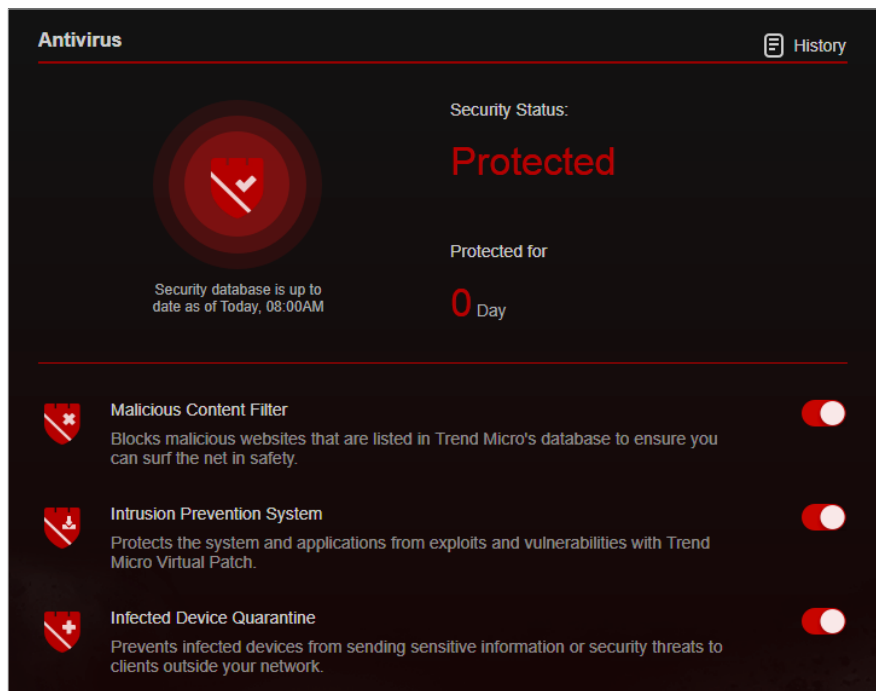 Antivirus
History
Security Status:
Protected
Security database is up to
date as of Today, 08:00AM
Protected for
0 Day
Malicious Content Filter
Blocks malicious websites that are listed in Trend Micro's database to ensure you
can surf the net in safety.
Intrusion Prevention System
Protects the system and applications from exploits and vulnerabilities with Trend
Micro Virtual Patch.
Infected Device Quarantine
Prevents infected devices from sending sensitive information or security threats to
clients outside your network.